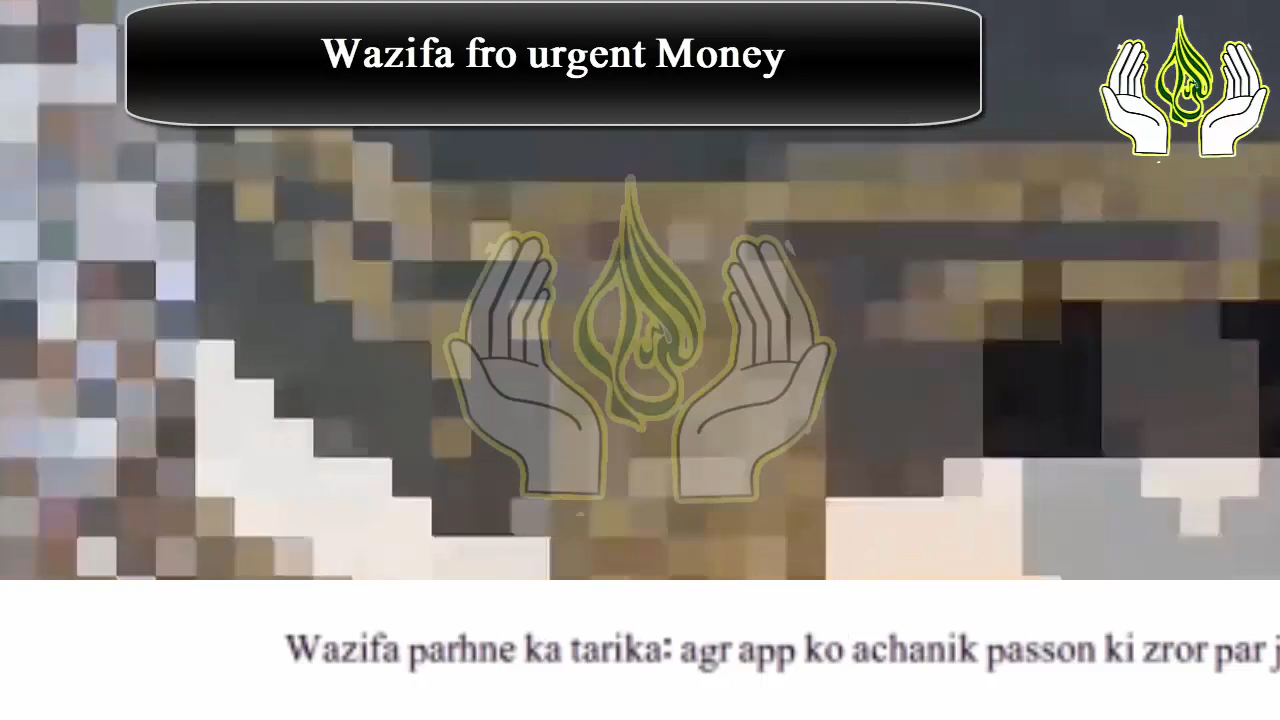 Wazifa fro urgent Money
Wazifa parhne ka tarika: agr app ko achanik passon ki zror par